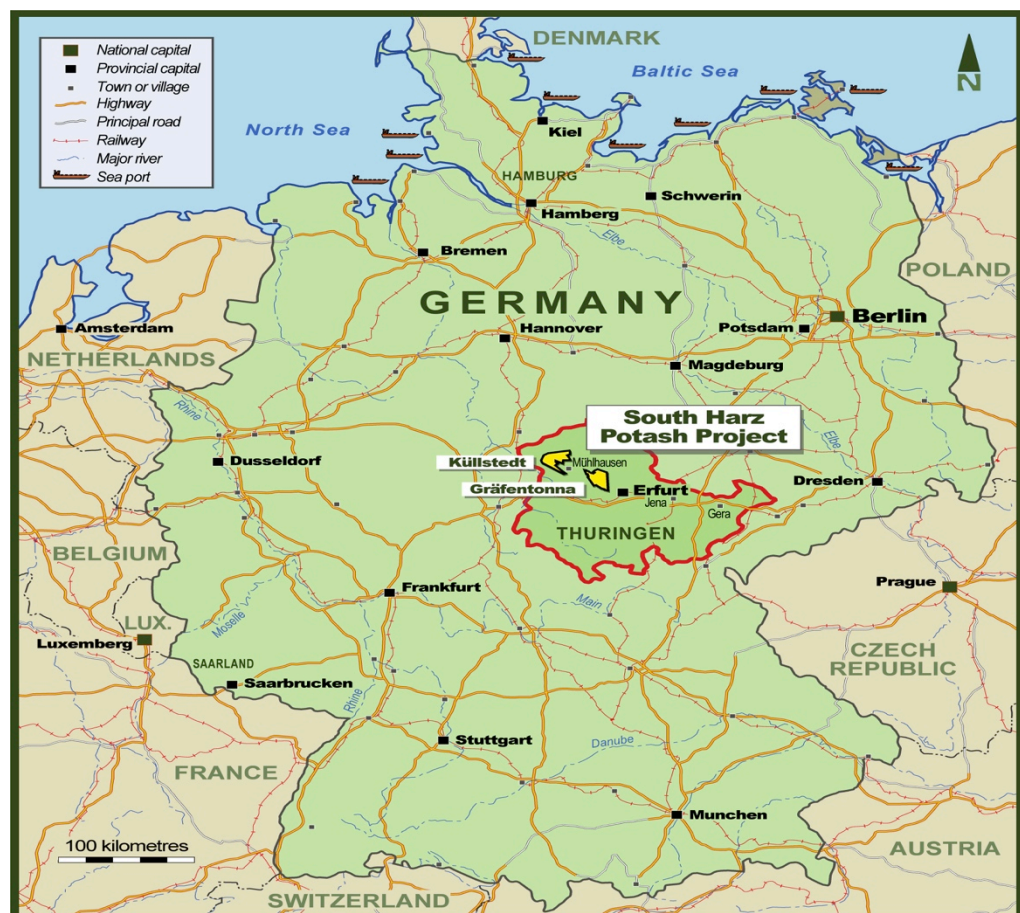 National capital
Provincial capital
Town or village
Highway
Principal road
Railway
Major river
Sea port
DENMARK
Baltic Sea
N
North Sea
Kiel
HAMBURG
Schwerin
Hamberg
Elbe
Bremen
POLAND
GERMANY
Berlin
Amsterdam
Hannover
Potsdam
NETHERLANDS
Magdeburg
Rhine
South Harz
Potash Project
Elbe
Küllstedt
Mühlhausen
Dusseldorf
Gräfentonna
Erfurt
Dresden
Jena
Gera
THURINGEN
BELGIUM
Frankfurt
Prague
Main
Moselle
LUX.
Luxemberg
CZECH
REPUBLIC
SAARLAND
Saarbrucken
Rhine
Stuttgart
Danube
FRANCE
Munchen
100 kilometres
AUSTRIA
SWITZERLAND